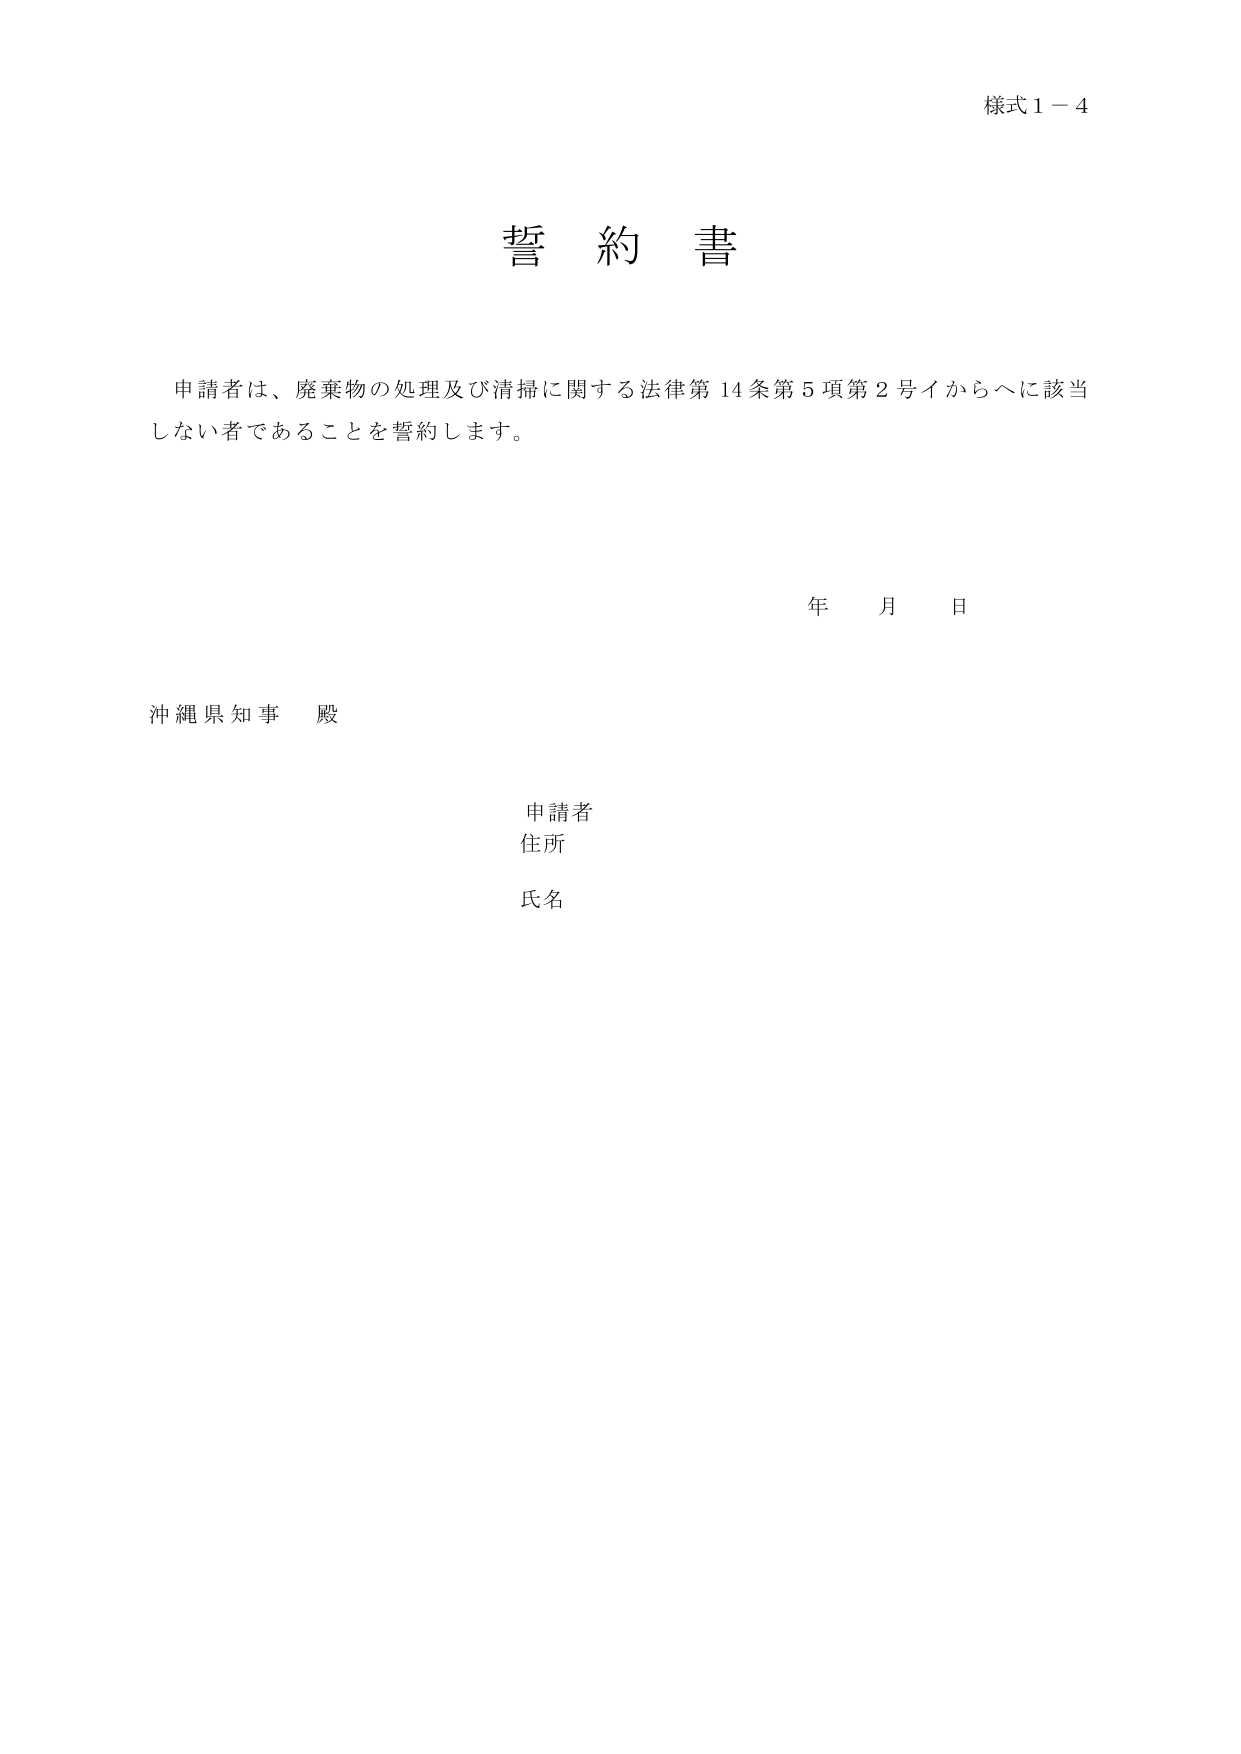 様式１－４
誓　約　書
　申請者は、廃棄物の処理及び清掃に関する法律第 14 条第５項第２号イからヘに該当
しない者であることを誓約します。
年　　月　　日
沖縄県知事　殿
申請者
住所
氏名